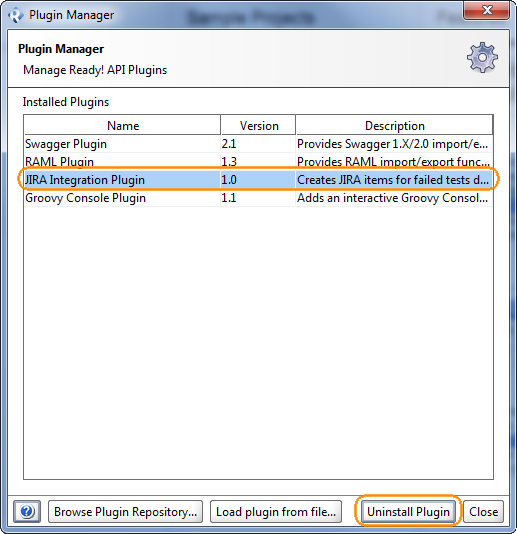 Sample Projects
Plugin Manager
Plugin Manager
Manage Ready! API Plugins
Installed Plugins
Name Version Description
Swagger Plugin 2.1 Provides Swagger 1.X/2.0 import/e...
RAML Plugin 1.3 Provides RAML import/export func...
JIRA Integration Plugin 1.0 Creates JIRA items for failed tests d...
Groovy Console Plugin 1.1 Adds an interactive Groovy Consol...
? Browse Plugin Repository... Load plugin from file... Uninstall Plugin Close